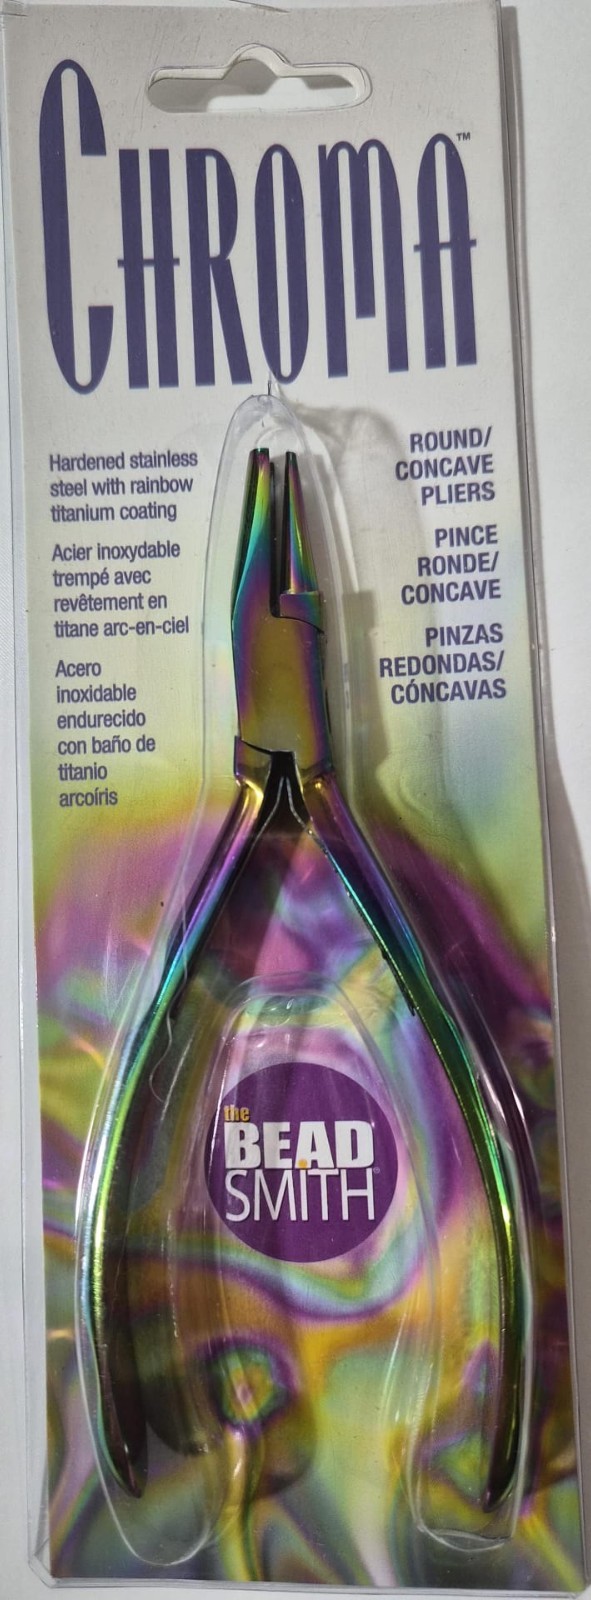 CHROMA™
Hardened stainless
steel with rainbow
titanium coating
Acier inoxydable
trempé avec
revêtement en
titane arc-en-ciel
Acero
inoxidable
endurecido
con baño de
titanio
arcoíris
ROUND/
CONCAVE
PLIERS
PINCE
RONDE/
CONCAVE
PINZAS
REDONDAS/
CÓNCAVAS
the
BEAD
SMITH®